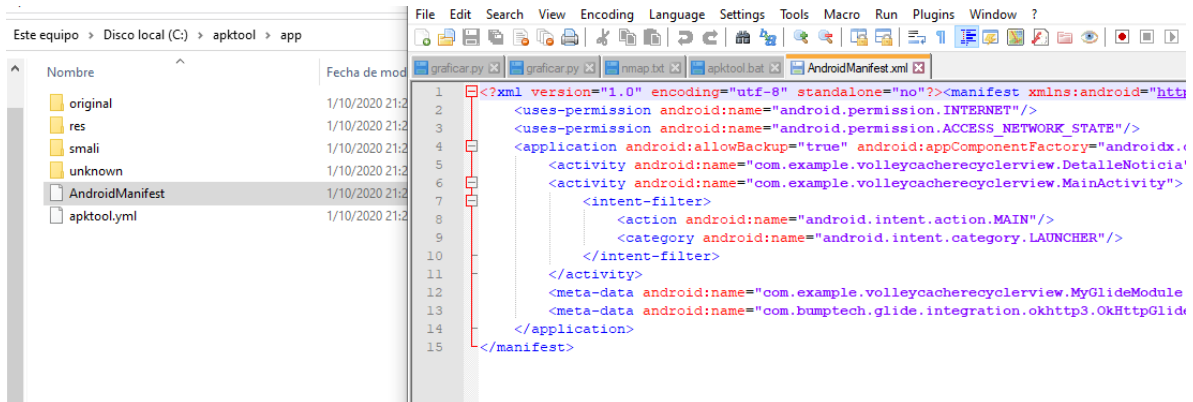 Este equipo > Disco local (C:) > apktool > app
Nombre
Fecha de mod
original 1/10/2020 21:2
res 1/10/2020 21:2
smali 1/10/2020 21:2
unknown 1/10/2020 21:2
AndroidManifest 1/10/2020 21:2
apktool.yml 1/10/2020 21:2
File Edit Search View Encoding Language Settings Tools Macro Run Plugins Window ?
graficar.py graficar.py nmap.txt apktool.bat AndroidManifest.xml
1 <?xml version="1.0" encoding="utf-8" standalone="no"?><manifest xmlns:android="http
2 <uses-permission android:name="android.permission.INTERNET"/>
3 <uses-permission android:name="android.permission.ACCESS_NETWORK_STATE"/>
4 <application android:allowBackup="true" android:appComponentFactory="androidx.c
5 <activity android:name="com.example.volleycacherecyclerview.DetalleNoticia"
6 <activity android:name="com.example.volleycacherecyclerview.MainActivity">
7 <intent-filter>
8 <action android:name="android.intent.action.MAIN"/>
9 <category android:name="android.intent.category.LAUNCHER"/>
10 </intent-filter>
11 </activity>
12 <meta-data android:name="com.example.volleycacherecyclerview.MyGlideModule
13 <meta-data android:name="com.bumptech.glide.integration.okhttp3.OkHttpGlide
14 </application>
15 </manifest>